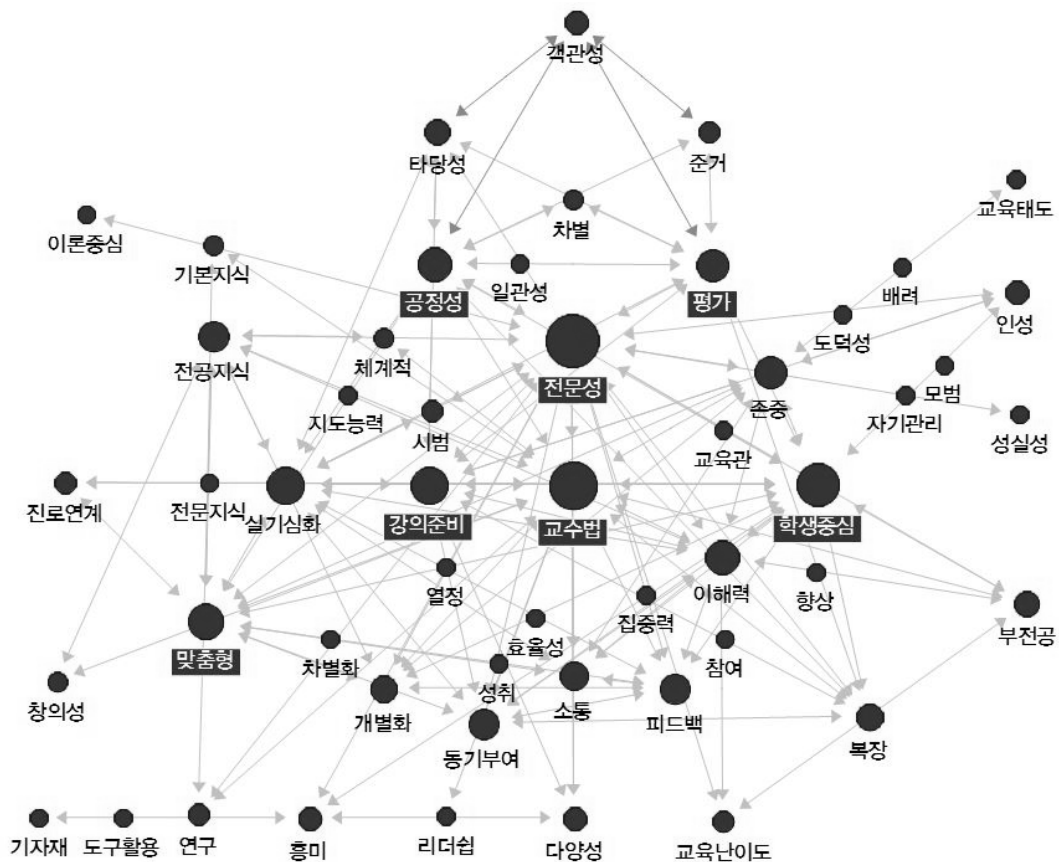 객관성
타당성
준거
교육태도
차별
이론중심
기본지식
일관성
배려
공정성
평가
인성
도덕성
전공지식
체계적
전문성
모범
존중
지도능력
시범
자기관리
성실성
교육관
진로연계
전문지식
실기심화
강의준비
교수법
학생중심
열정
이해력
향상
집중력
부전공
효율성
맞춤형
차별화
참여
성취
창의성
개별화
소통
피드백
복장
동기부여
기자재
도구활용
연구
흥미
리더쉽
다양성
교육난이도